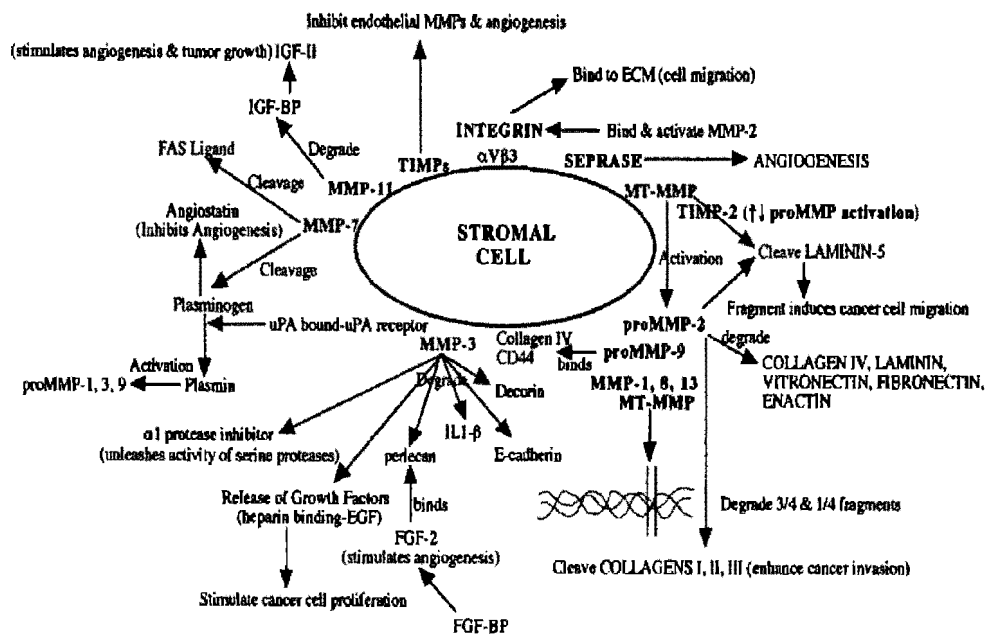 Inhibit endothelial MMPs & angiogenesis
(stimulates angiogenesis & tumor growth) IGF-II
Bind to ECM (cell migration)
IGF-BP
INTEGRIN
Bind & activate MMP-2
FAS Ligand
Degrade
TIMPs
αVβ3
SEPRASE
ANGIOGENESIS
Cleavage
MMP-11
MT-MMP
Angiostatin
(Inhibits Angiogenesis)
MMP-7
TIMP-2 (↑↓ proMMP activation)
STROMAL
CELL
Cleavage
Activation
Cleave LAMININ-5
Plasminogen
Fragment induces cancer cell migration
uPA bound-uPA receptor
proMMP-2
MMP-3
Collagen IV
CD44
binds
proMMP-9
degrade
Activation
proMMP-1, 3, 9
Plasmin
Degrade
Decorin
MMP-1, 8, 13
MT-MMP
COLLAGEN IV, LAMININ,
VITRONECTIN, FIBRONECTIN,
ENACTIN
α1 protease inhibitor
(unleashes activity of serine proteases)
perlecan
IL1-β
E-cadherin
Release of Growth Factors
(heparin binding-EGF)
binds
Degrade 3/4 & 1/4 fragments
FGF-2
(stimulates angiogenesis)
Cleave COLLAGENS I, II, III (enhance cancer invasion)
Stimulate cancer cell proliferation
FGF-BP